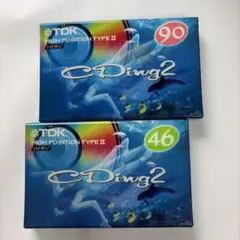 TDK
HIGH POSITION TYPE II
90
CDing2
TDK
HIGH POSITION TYPE II
46
CDing2